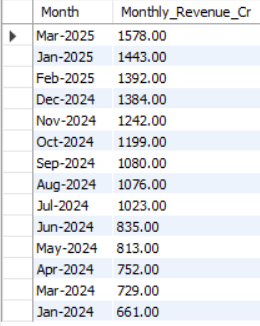 Month Monthly_Revenue_Cr
Mar-2025 1578.00
Jan-2025 1443.00
Feb-2025 1392.00
Dec-2024 1384.00
Nov-2024 1242.00
Oct-2024 1199.00
Sep-2024 1080.00
Aug-2024 1076.00
Jul-2024 1023.00
Jun-2024 835.00
May-2024 813.00
Apr-2024 752.00
Mar-2024 729.00
Jan-2024 661.00